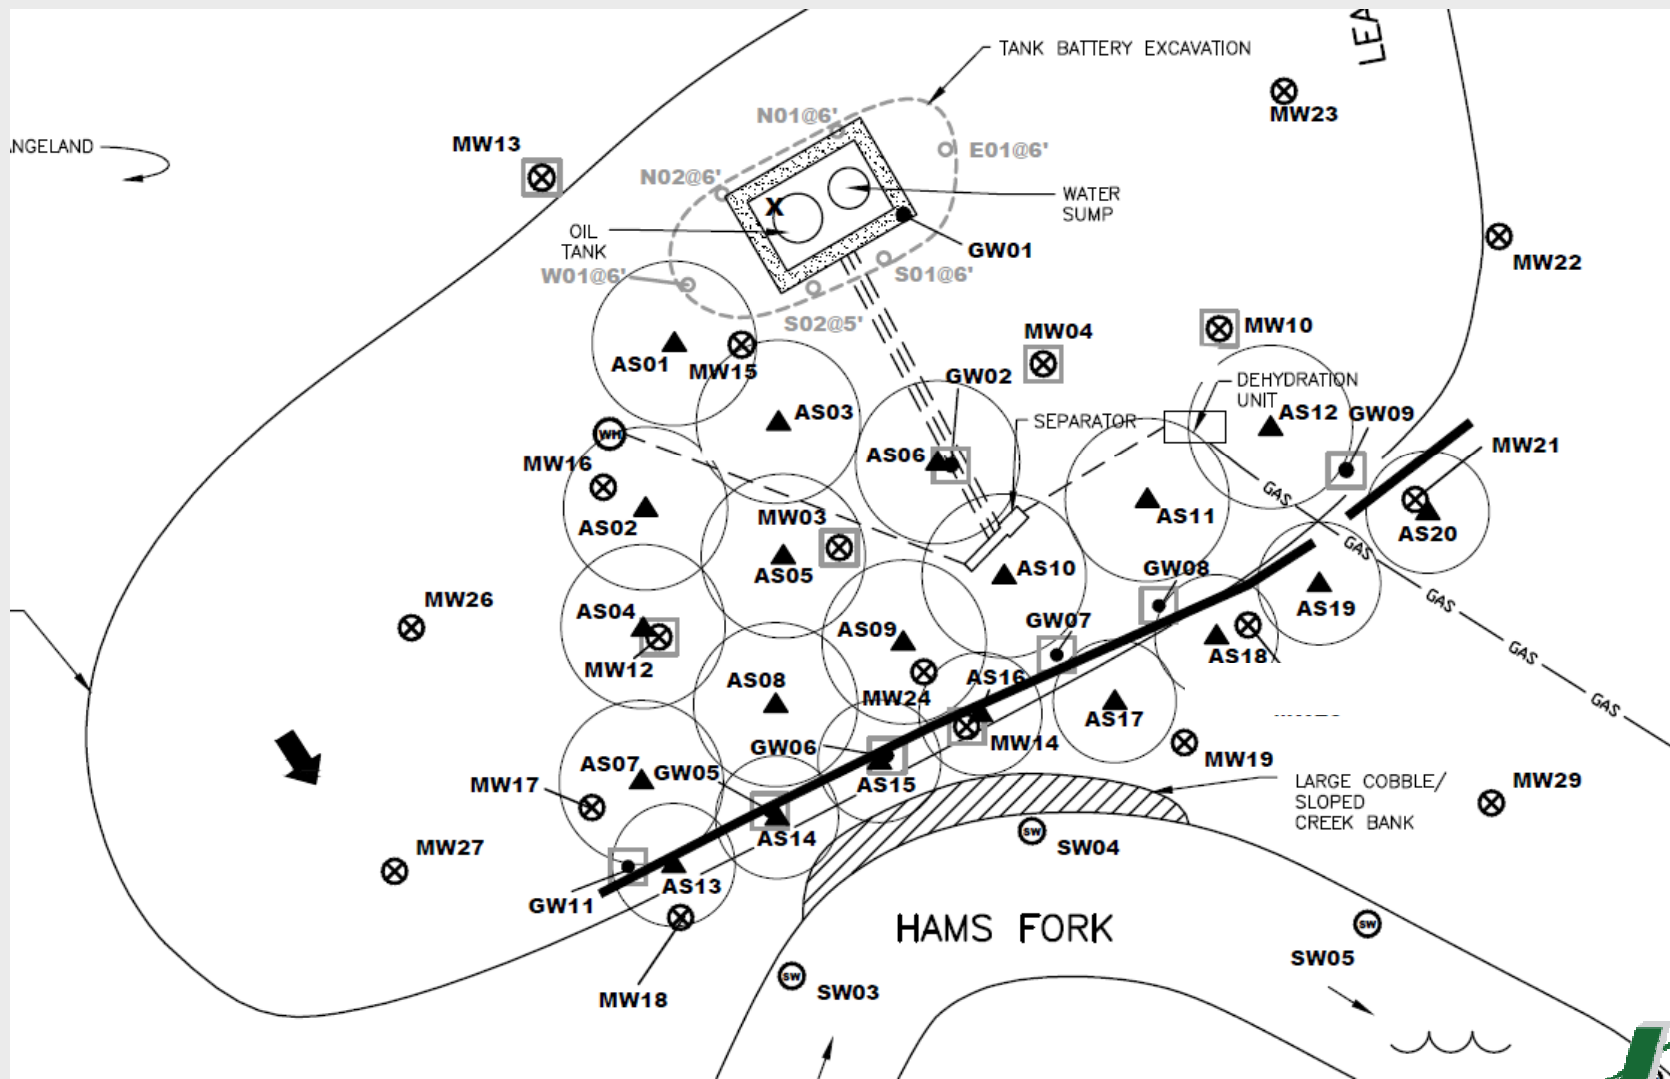 LEA
TANK BATTERY EXCAVATION
N01@6'
MW23
ANGELAND
MW13
E01@6'
N02@6'
WATER
SUMP
X
OIL
TANK
GW01
MW22
W01@6'
S01@6'
S02@5'
MW04
MW10
AS01
MW15
GW02
DEHYDRATION
UNIT
AS03
SEPARATOR
AS12
GW09
WH
AS06
MW21
MW16
GAS
AS02
MW03
AS11
AS20
GAS
AS05
AS10
GW08
MW26
AS04
AS19
GAS
AS09
GW07
MW12
AS18
GAS
AS08
AS16
MW24
GAS
AS17
GW06
MW14
AS07
GW05
MW19
MW17
AS15
LARGE COBBLE/
SLOPED
CREEK BANK
MW29
AS14
SW
SW04
MW27
AS13
GW11
HAMS FORK
SW
SW05
SW
SW03
MW18